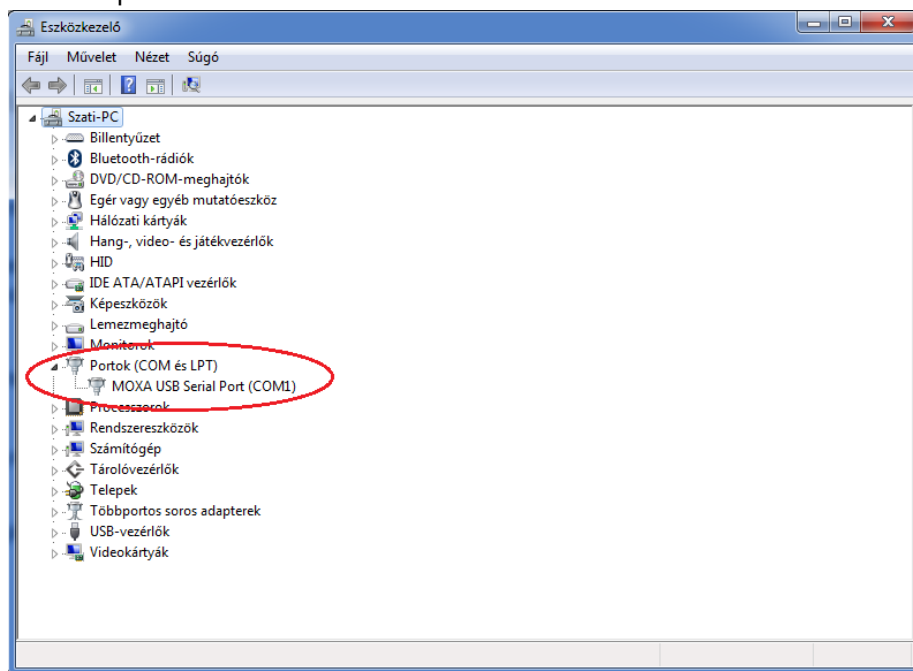 Eszközkezelő
Fájl Művelet Nézet Súgó
Szati-PC
Billentyűzet
Bluetooth-rádiók
DVD/CD-ROM-meghajtók
Egér vagy egyéb mutatóeszköz
Hálózati kártyák
Hang-, video- és játékvezérlők
HID
IDE ATA/ATAPI vezérlők
Képeszközök
Lemezmeghajtó
Monitorok
Portok (COM és LPT)
MOXA USB Serial Port (COM1)
Processzorok
Rendszereszközök
Számítógép
Tárolóvezérlők
Telepek
Többportos soros adapterek
USB-vezérlők
Videokártyák